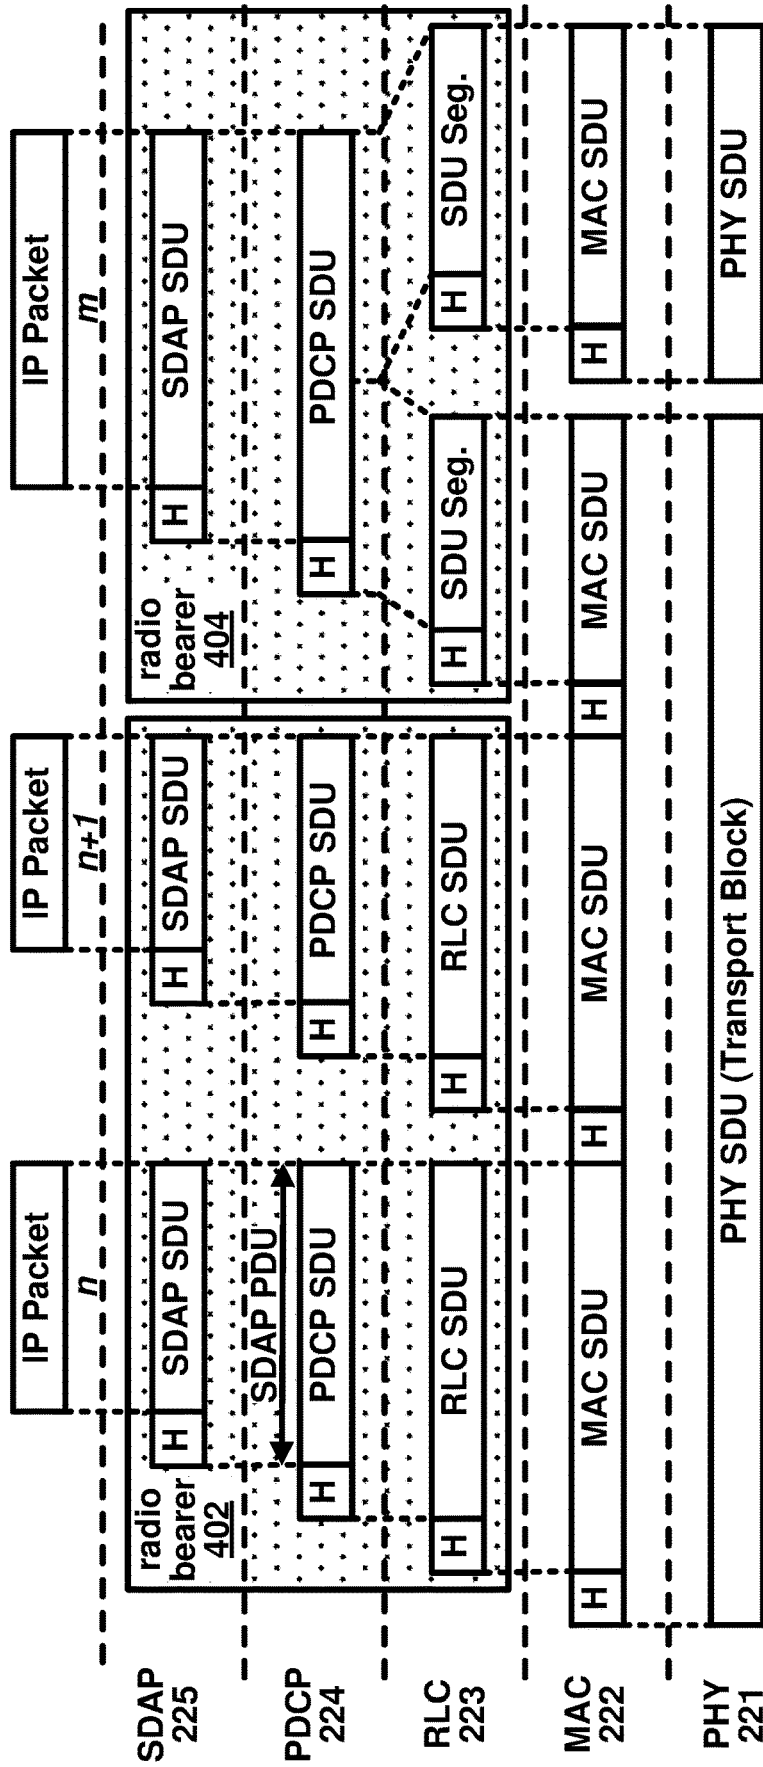 IP Packet
IP Packet
IP Packet
n
n+1
m
SDAP
225
radio
bearer
402
H
SDAP SDU
H
SDAP SDU
radio
bearer
404
H
SDAP SDU
SDAP PDU
PDCP
224
H
PDCP SDU
H
PDCP SDU
H
PDCP SDU
RLC
223
H
RLC SDU
H
RLC SDU
H
SDU Seg.
H
SDU Seg.
MAC
222
H
MAC SDU
H
MAC SDU
H
MAC SDU
H
MAC SDU
PHY
221
PHY SDU (Transport Block)
PHY SDU